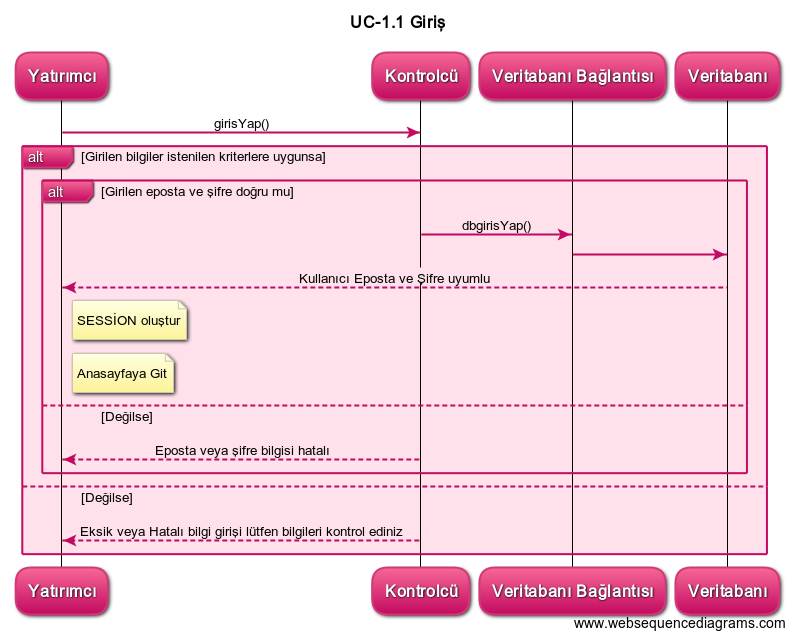 UC-1.1 Giriş
Yatırımcı
Kontrolcü
Veritabanı Bağlantısı
Veritabanı
girisYap()
alt
[Girilen bilgiler istenilen kriterlere uygunsa]
alt
[Girilen eposta ve şifre doğru mu]
dbgirisYap()
Kullanıcı Eposta ve Şifre uyumlu
SESSİON oluştur
Anasayfaya Git
[Değilse]
Eposta veya şifre bilgisi hatalı
[Değilse]
Eksik veya Hatalı bilgi girişi lütfen bilgileri kontrol ediniz
Yatırımcı
Kontrolcü
Veritabanı Bağlantısı
Veritabanı
www.websequencediagrams.com